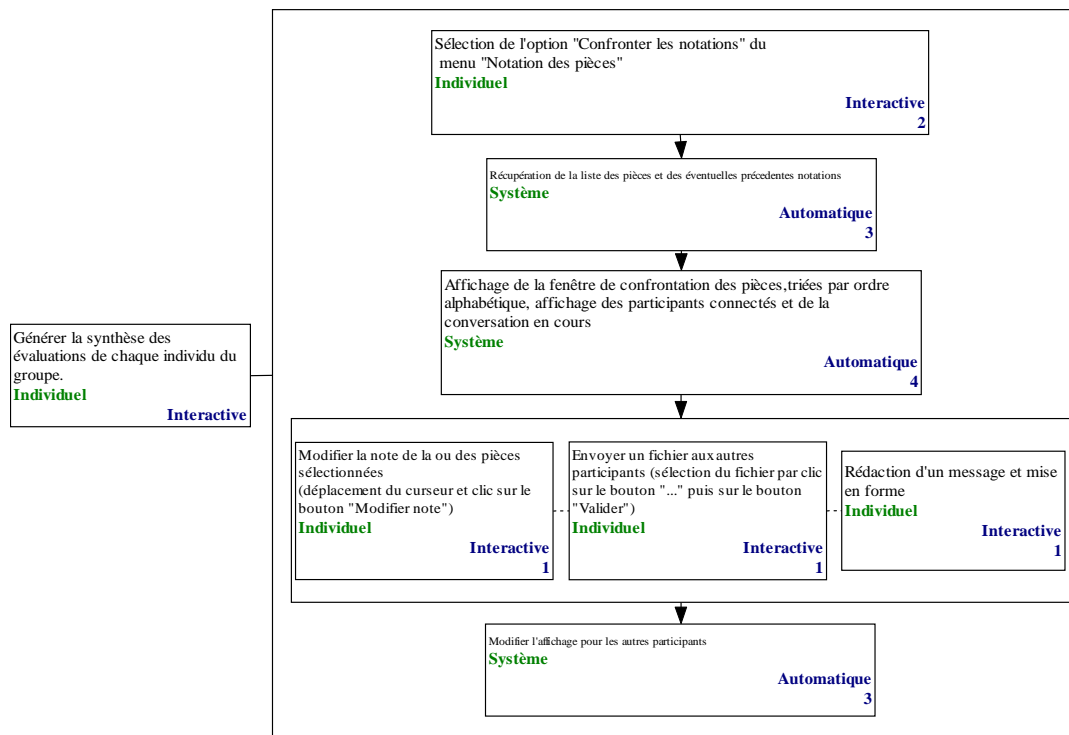 Générer la synthèse des
évaluations de chaque individu du
groupe.
Individuel
Interactive
Sélection de l'option "Confronter les notations" du
menu "Notation des pièces"
Individuel
Interactive
2
Récupération de la liste des pièces et des éventuelles précedentes notations
Système
Automatique
3
Affichage de la fenêtre de confrontation des pièces,triées par ordre
alphabétique, affichage des participants connectés et de la
conversation en cours
Système
Automatique
4
Modifier la note de la ou des pièces
sélectionnées
(déplacement du curseur et clic sur le
bouton "Modifier note")
Individuel
Interactive
1
Envoyer un fichier aux autres
participants (sélection du fichier par clic
sur le bouton "..." puis sur le bouton
"Valider")
Individuel
Interactive
1
Rédaction d'un message et mise
en forme
Individuel
Interactive
1
Modifier l'affichage pour les autres participants
Système
Automatique
3